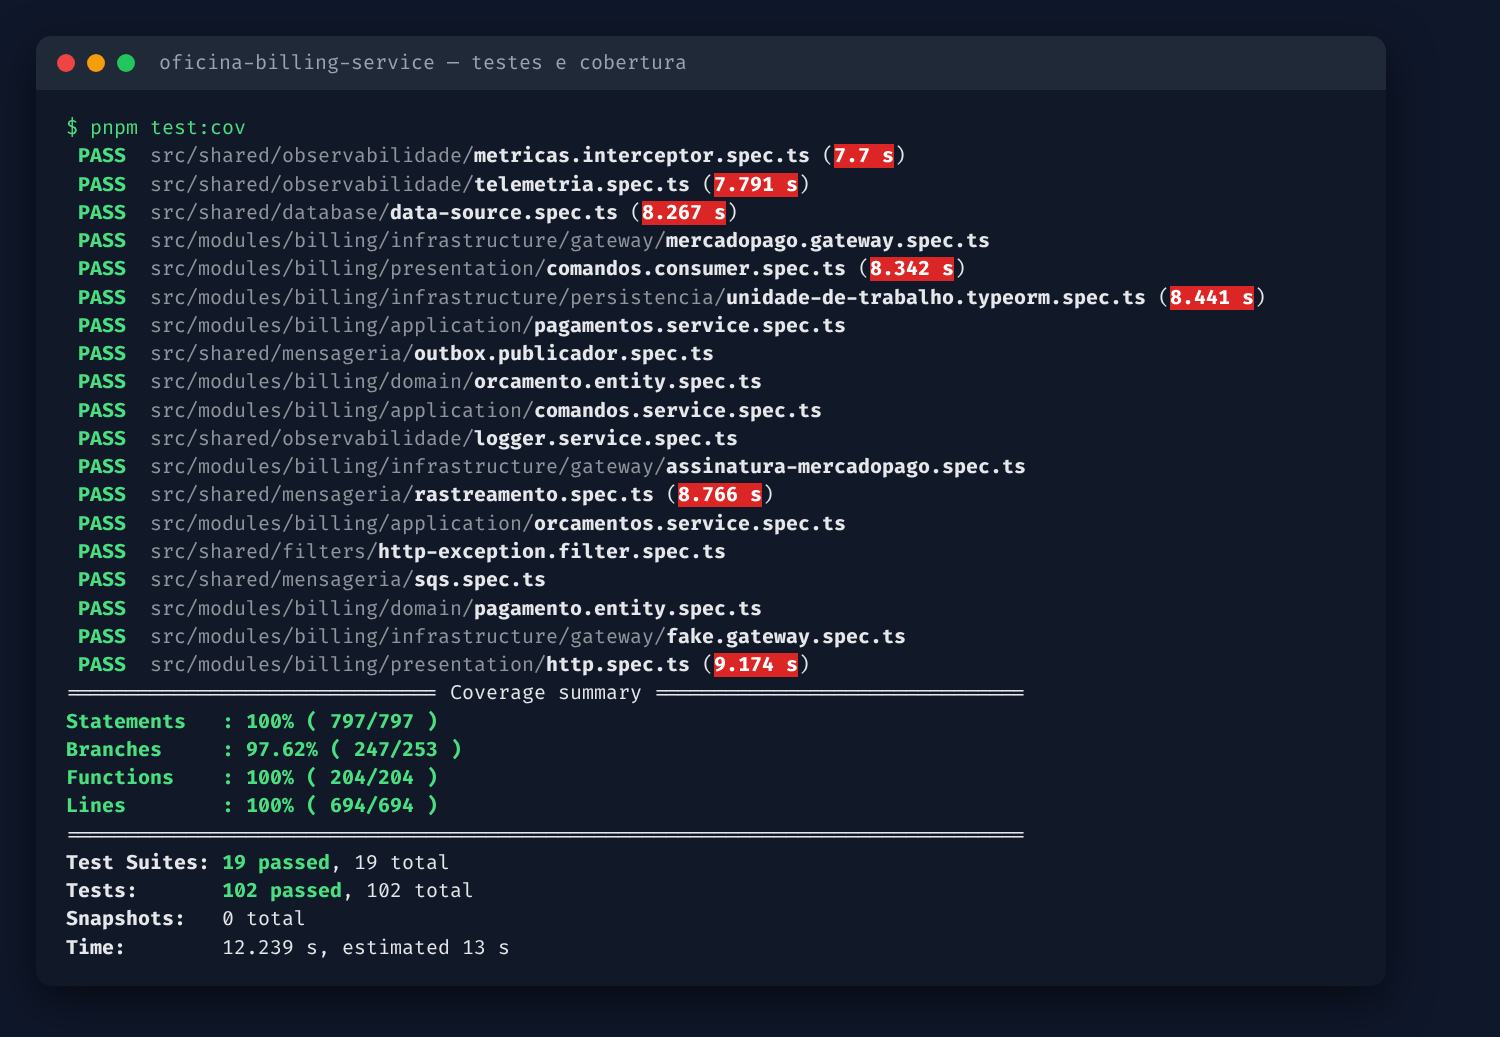 oficina-billing-service — testes e cobertura
$ pnpm test:cov
PASS src/shared/observabilidade/metricas.interceptor.spec.ts (7.7 s)
PASS src/shared/observabilidade/telemetria.spec.ts (7.791 s)
PASS src/shared/database/data-source.spec.ts (8.267 s)
PASS src/modules/billing/infrastructure/gateway/mercadopago.gateway.spec.ts
PASS src/modules/billing/presentation/comandos.consumer.spec.ts (8.342 s)
PASS src/modules/billing/infrastructure/persistencia/unidade-de-trabalho.typeorm.spec.ts (8.441 s)
PASS src/modules/billing/application/pagamentos.service.spec.ts
PASS src/shared/mensageria/outbox.publicador.spec.ts
PASS src/modules/billing/domain/orcamento.entity.spec.ts
PASS src/modules/billing/application/comandos.service.spec.ts
PASS src/shared/observabilidade/logger.service.spec.ts
PASS src/modules/billing/infrastructure/gateway/assinatura-mercadopago.spec.ts
PASS src/shared/mensageria/rastreamento.spec.ts (8.766 s)
PASS src/modules/billing/application/orcamentos.service.spec.ts
PASS src/shared/filters/http-exception.filter.spec.ts
PASS src/shared/mensageria/sqs.spec.ts
PASS src/modules/billing/domain/pagamento.entity.spec.ts
PASS src/modules/billing/infrastructure/gateway/fake.gateway.spec.ts
PASS src/modules/billing/presentation/http.spec.ts (9.174 s)
=============================== Coverage summary ===============================
Statements   : 100% ( 797/797 )
Branches     : 97.62% ( 247/253 )
Functions    : 100% ( 204/204 )
Lines        : 100% ( 694/694 )
================================================================================
Test Suites: 19 passed, 19 total
Tests:       102 passed, 102 total
Snapshots:   0 total
Time:        12.239 s, estimated 13 s